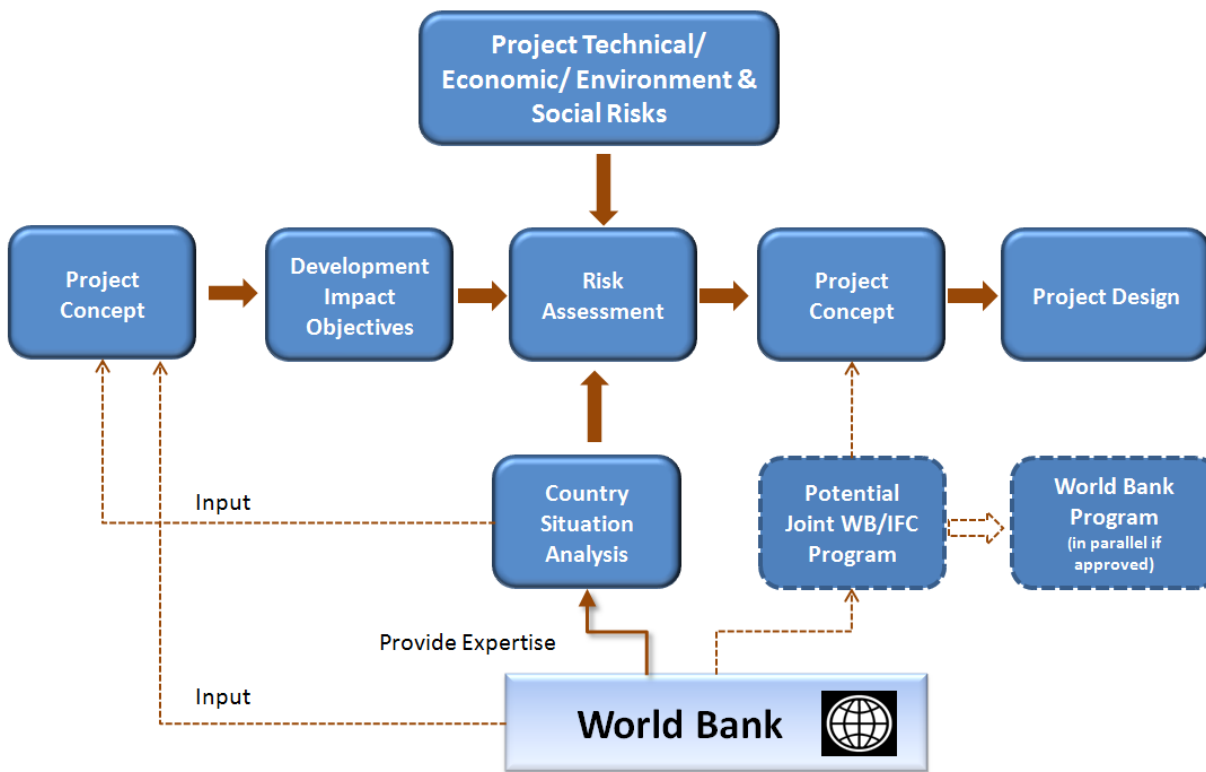 Project Technical/
Economic/ Environment &
Social Risks
Project
Concept
Development
Impact
Objectives
Risk
Assessment
Project
Concept
Project Design
Input
Country
Situation
Analysis
Potential
Joint WB/IFC
Program
World Bank
Program
(in parallel if
approved)
Provide Expertise
Input
World Bank